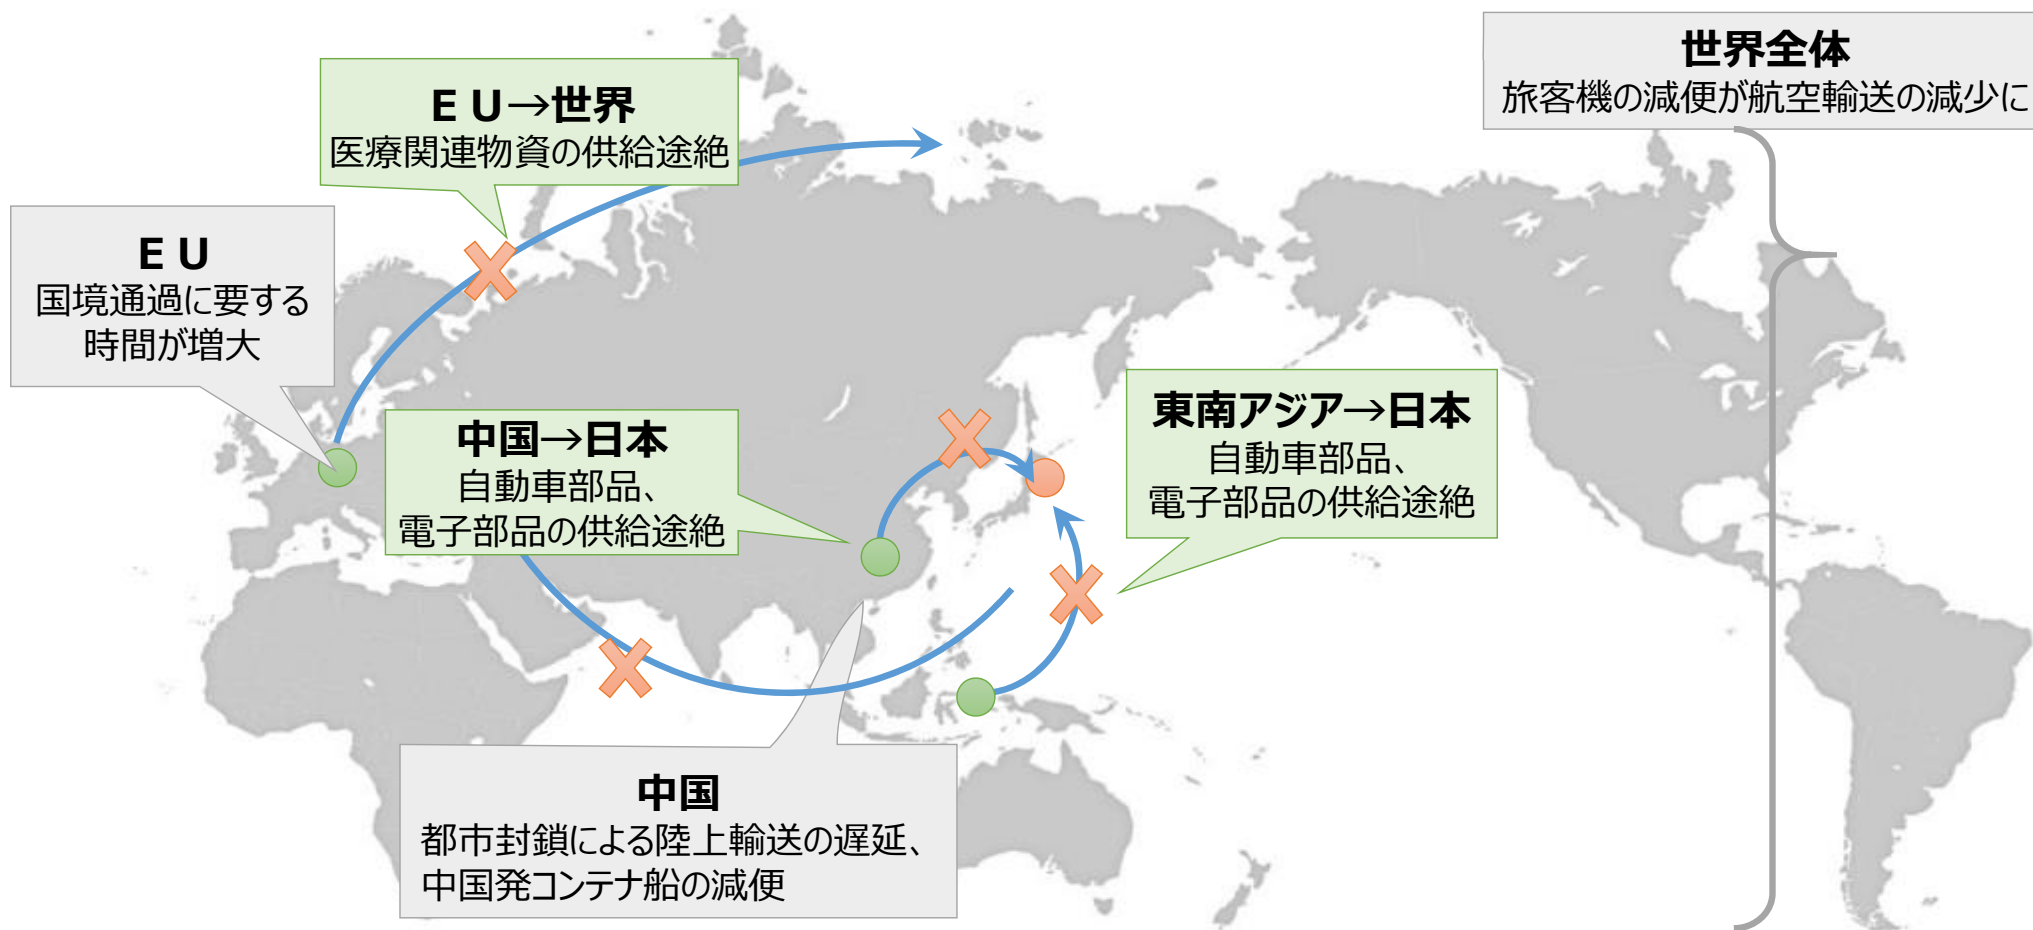 世界全体
旅客機の減便が航空輸送の減少に
ＥＵ→世界
医療関連物資の供給途絶
ＥＵ
国境通過に要する
時間が増大
中国→日本
自動車部品、
電子部品の供給途絶
東南アジア→日本
自動車部品、
電子部品の供給途絶
中国
都市封鎖による陸上輸送の遅延、
中国発コンテナ船の減便